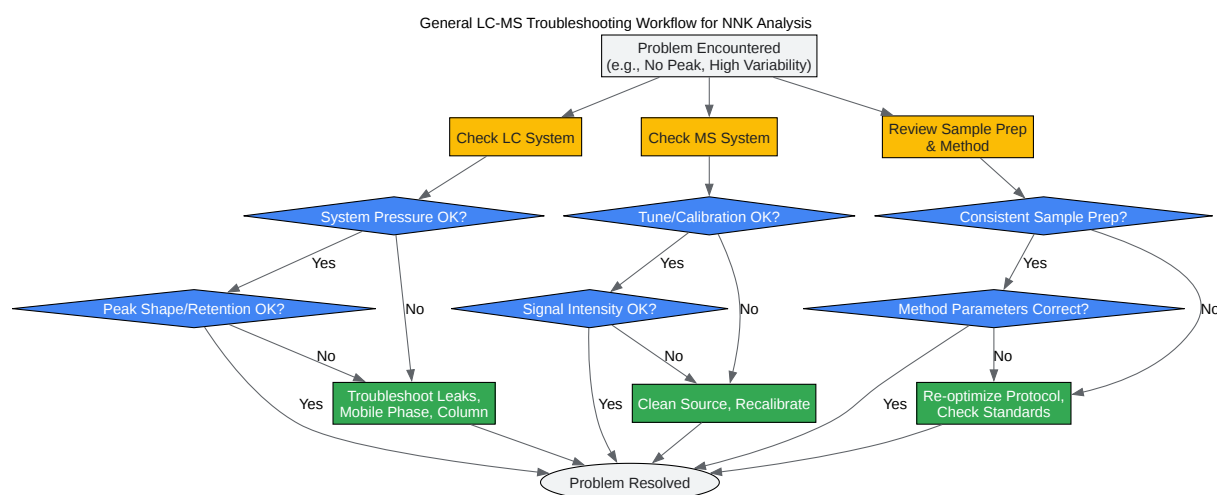 General LC-MS Troubleshooting Workflow for NNK Analysis
Problem Encountered
(e.g., No Peak, High Variability)
Check LC System
Check MS System
Review Sample Prep
& Method
System Pressure OK?
Tune/Calibration OK?
Consistent Sample Prep?
Yes
Yes
Yes
Peak Shape/Retention OK?
No
Signal Intensity OK?
No
Method Parameters Correct?
No
No
No
No
Troubleshoot Leaks,
Mobile Phase, Column
Clean Source, Recalibrate
Re-optimize Protocol,
Check Standards
Yes
Yes
Yes
Problem Resolved